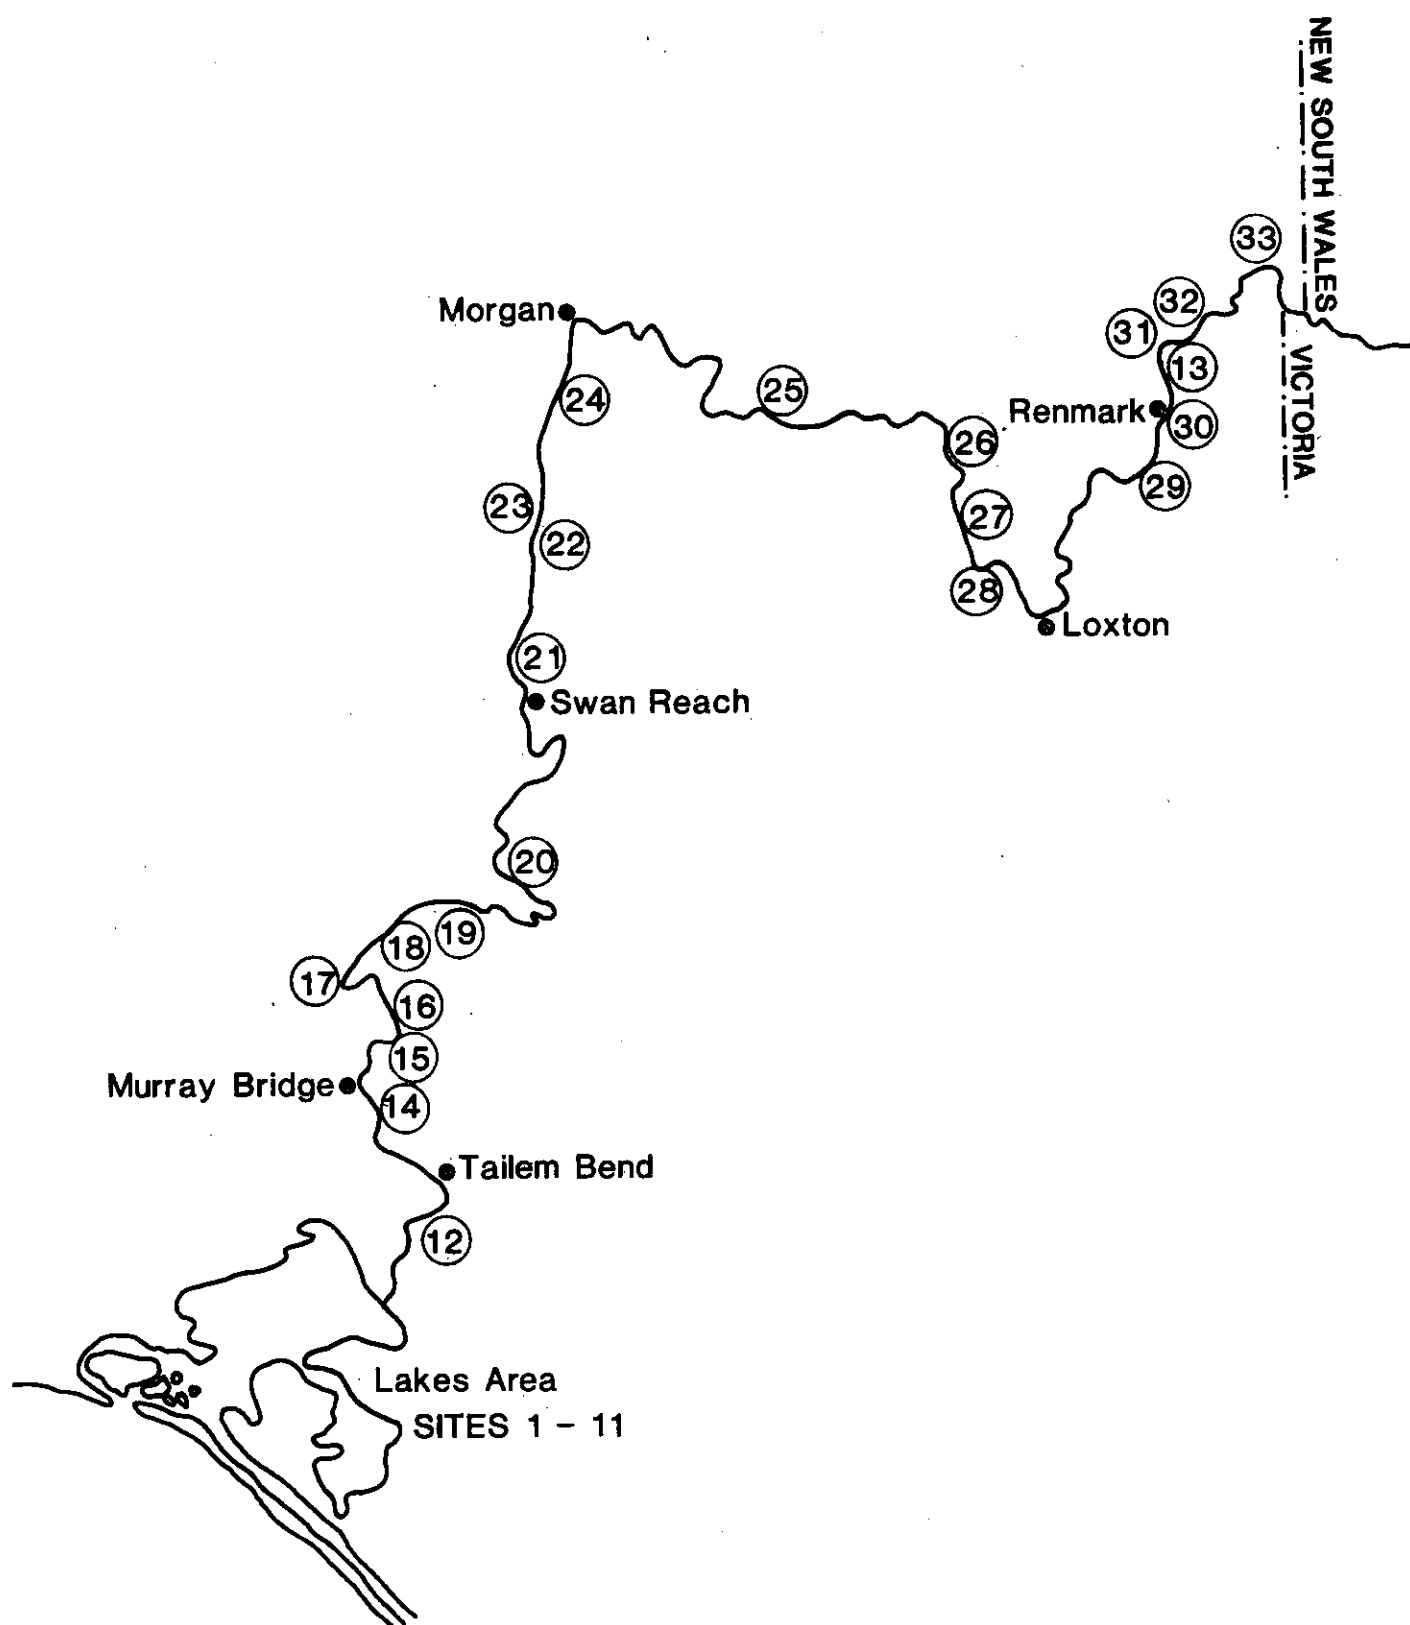 NEW SOUTH WALES
VICTORIA
33
32
31
13
Morgan
24
25
Renmark
30
26
29
23
27
22
28
Loxton
21
Swan Reach
20
19
18
17
16
15
Murray Bridge
14
Tailem Bend
12
Lakes Area
SITES 1 – 11